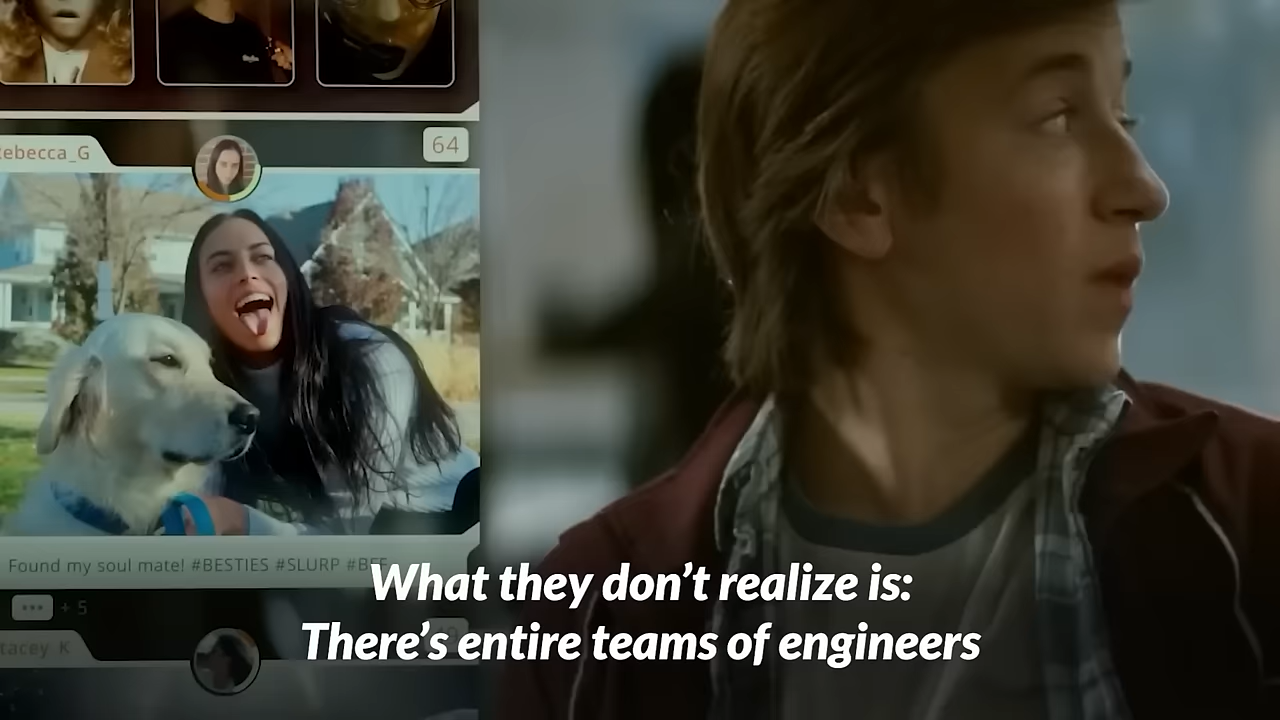 ebecca_G
64
Found my soul mate! #BESTIES #SLURP #BFF
+ 5
tacey_K
What they don't realize is:
There's entire teams of engineers